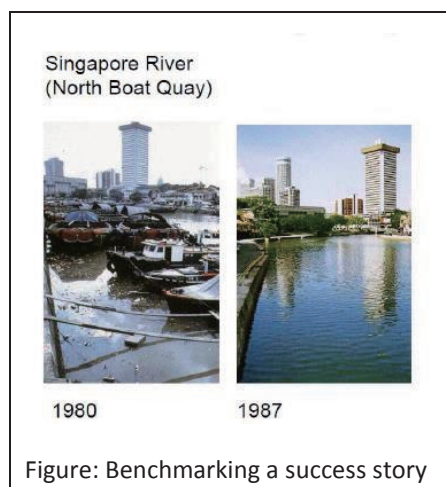 Singapore River
(North Boat Quay)
1980
1987
Figure: Benchmarking a success story